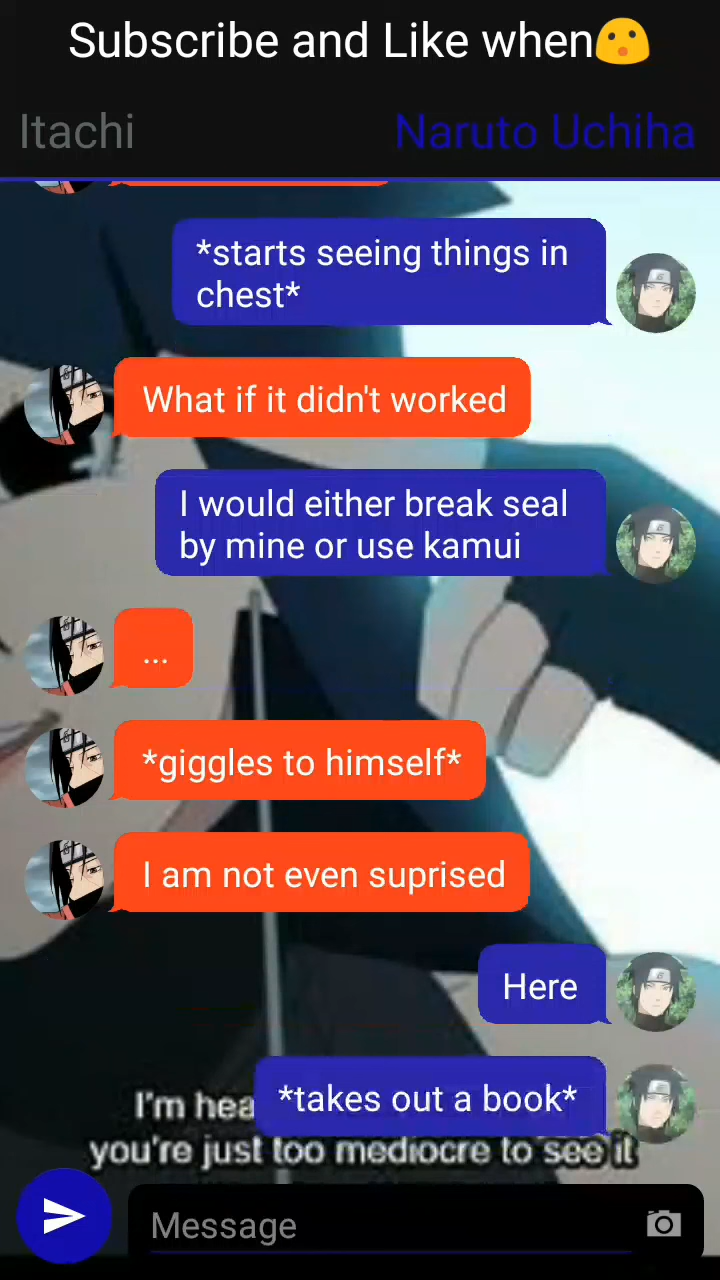 Subscribe and Like when😮
Itachi
Naruto Uchiha
*starts seeing things in
chest*
What if it didn't worked
I would either break seal
by mine or use kamui
...
*giggles to himself*
I am not even suprised
Here
*takes out a book*
I'm
you're just too mediocre to see it
Message